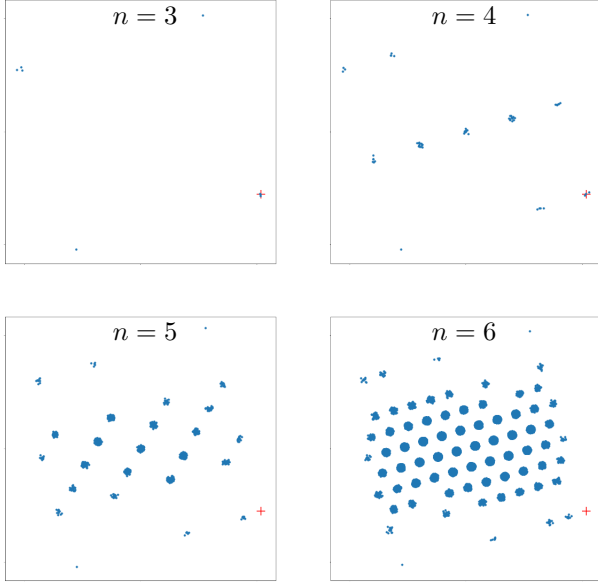 n = 3
n = 4
n = 5
n = 6